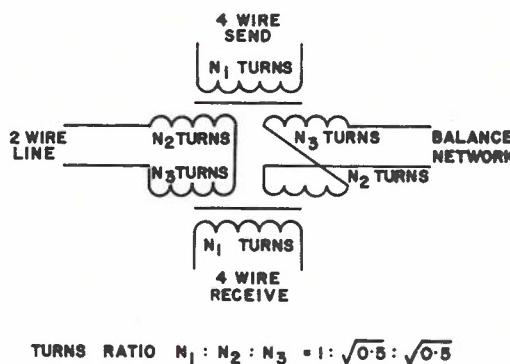 4 WIRE
SEND
N₁ TURNS
2 WIRE
LINE
N₂ TURNS
N₃ TURNS
N₃ TURNS
N₂ TURNS
BALANCE
NETWORK
N₁ TURNS
4 WIRE
RECEIVE
TURNS RATIO N₁ : N₂ : N₃ = 1 : √0·5 : √0·5